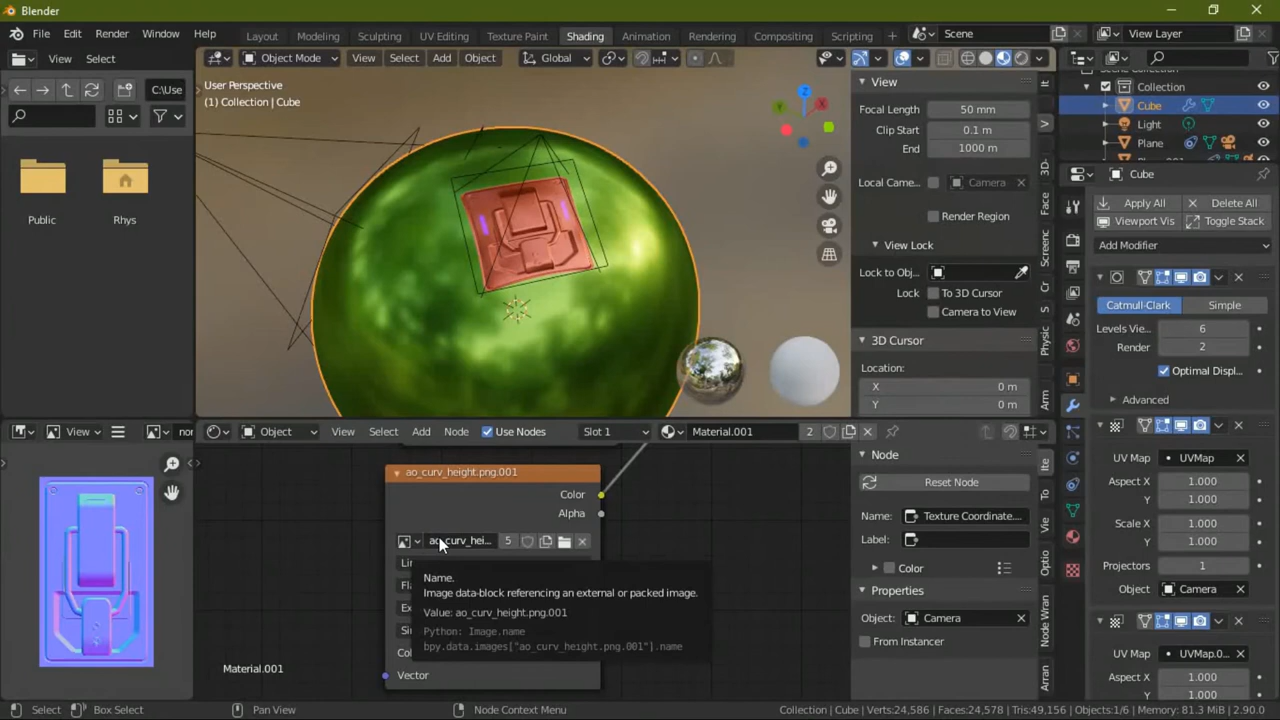 Blender
File Edit Render Window Help
Layout Modeling Sculpting UV Editing Texture Paint Shading Animation Rendering Compositing Scripting
Scene
View Layer
View Select
Object Mode View Select Add Object Global
C:\Use
Public
Rhys
User Perspective
(1) Collection | Cube
View
Focal Length 50 mm
Clip Start 0.1 m
End 1000 m
Local Came...
Camera
Render Region
View Lock
Lock to Obj...
Lock To 3D Cursor
Camera to View
3D Cursor
Location:
X 0 m
Y 0 m
Collection
Cube
Light
Plane
Cube
Apply All Delete All
Viewport Vis Toggle Stack
Add Modifier
Catmull-Clark Simple
Levels Vie... 6
Render 2
Optimal Displ...
Advanced
UV Map UVMap
Aspect X 1.000
Y 1.000
Scale X 1.000
Y 1.000
Projectors 1
Object Camera
UV Map UVMap.0...
Aspect X 1.000
Y 1.000
View
nor
Object View Select Add Node Use Nodes Slot 1 Material.001 2
ao_curv_height.png.001
Color
Alpha
ao_curv_hei... 5
Vector
Name.
Image data-block referencing an external or packed image.
Value: ao_curv_height.png.001
Python: Image.name
bpy.data.images["ao_curv_height.png.001"].name
Material.001
Node
Reset Node
Name: Texture Coordinate....
Label:
Color
Properties
Object: Camera
From Instancer
Node Wran
Arran
Select Box Select Pan View Node Context Menu
Collection | Cube | Verts:24,586 | Faces:24,578 | Tris:49,156 | Objects:1/6 | Memory: 81.3 MiB | 2.90.0